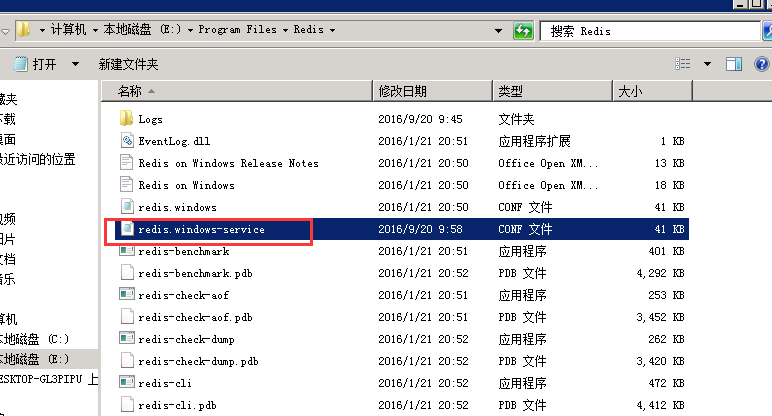 计算机 本地磁盘 (E:) Program Files Redis 搜索 Redis
打开 新建文件夹
名称 修改日期 类型 大小
Logs 2016/9/20 9:45 文件夹
EventLog.dll 2016/1/21 20:51 应用程序扩展 1 KB
Redis on Windows Release Notes 2016/1/21 20:50 Office Open XM... 13 KB
Redis on Windows 2016/1/21 20:50 Office Open XM... 18 KB
redis.windows 2016/1/21 20:50 CONF 文件 41 KB
redis.windows-service 2016/9/20 9:58 CONF 文件 41 KB
redis-benchmark 2016/1/21 20:51 应用程序 401 KB
redis-benchmark.pdb 2016/1/21 20:52 PDB 文件 4,292 KB
redis-check-aof 2016/1/21 20:51 应用程序 253 KB
redis-check-aof.pdb 2016/1/21 20:52 PDB 文件 3,452 KB
redis-check-dump 2016/1/21 20:52 应用程序 262 KB
redis-check-dump.pdb 2016/1/21 20:52 PDB 文件 3,420 KB
redis-cli 2016/1/21 20:52 应用程序 472 KB
redis-cli.pdb 2016/1/21 20:52 PDB 文件 4,412 KB
藏夹
下载
桌面
最近访问的位置
视频
图片
文档
音乐
算机
本地磁盘 (C:)
本地磁盘 (E:)
ESKTOP-GL3PIPU 上